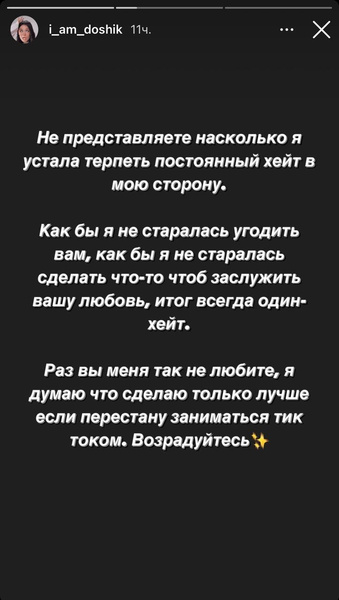 i_am_doshik 11ч.
Не представляете насколько я
устала терпеть постоянный хейт в
мою сторону.
Как бы я не старалась угодить
вам, как бы я не старалась
сделать что-то чтоб заслужить
вашу любовь, итог всегда один-
хейт.
Раз вы меня так не любите, я
думаю что сделаю только лучше
если перестану заниматься тик
током. Возрадуйтесь✨